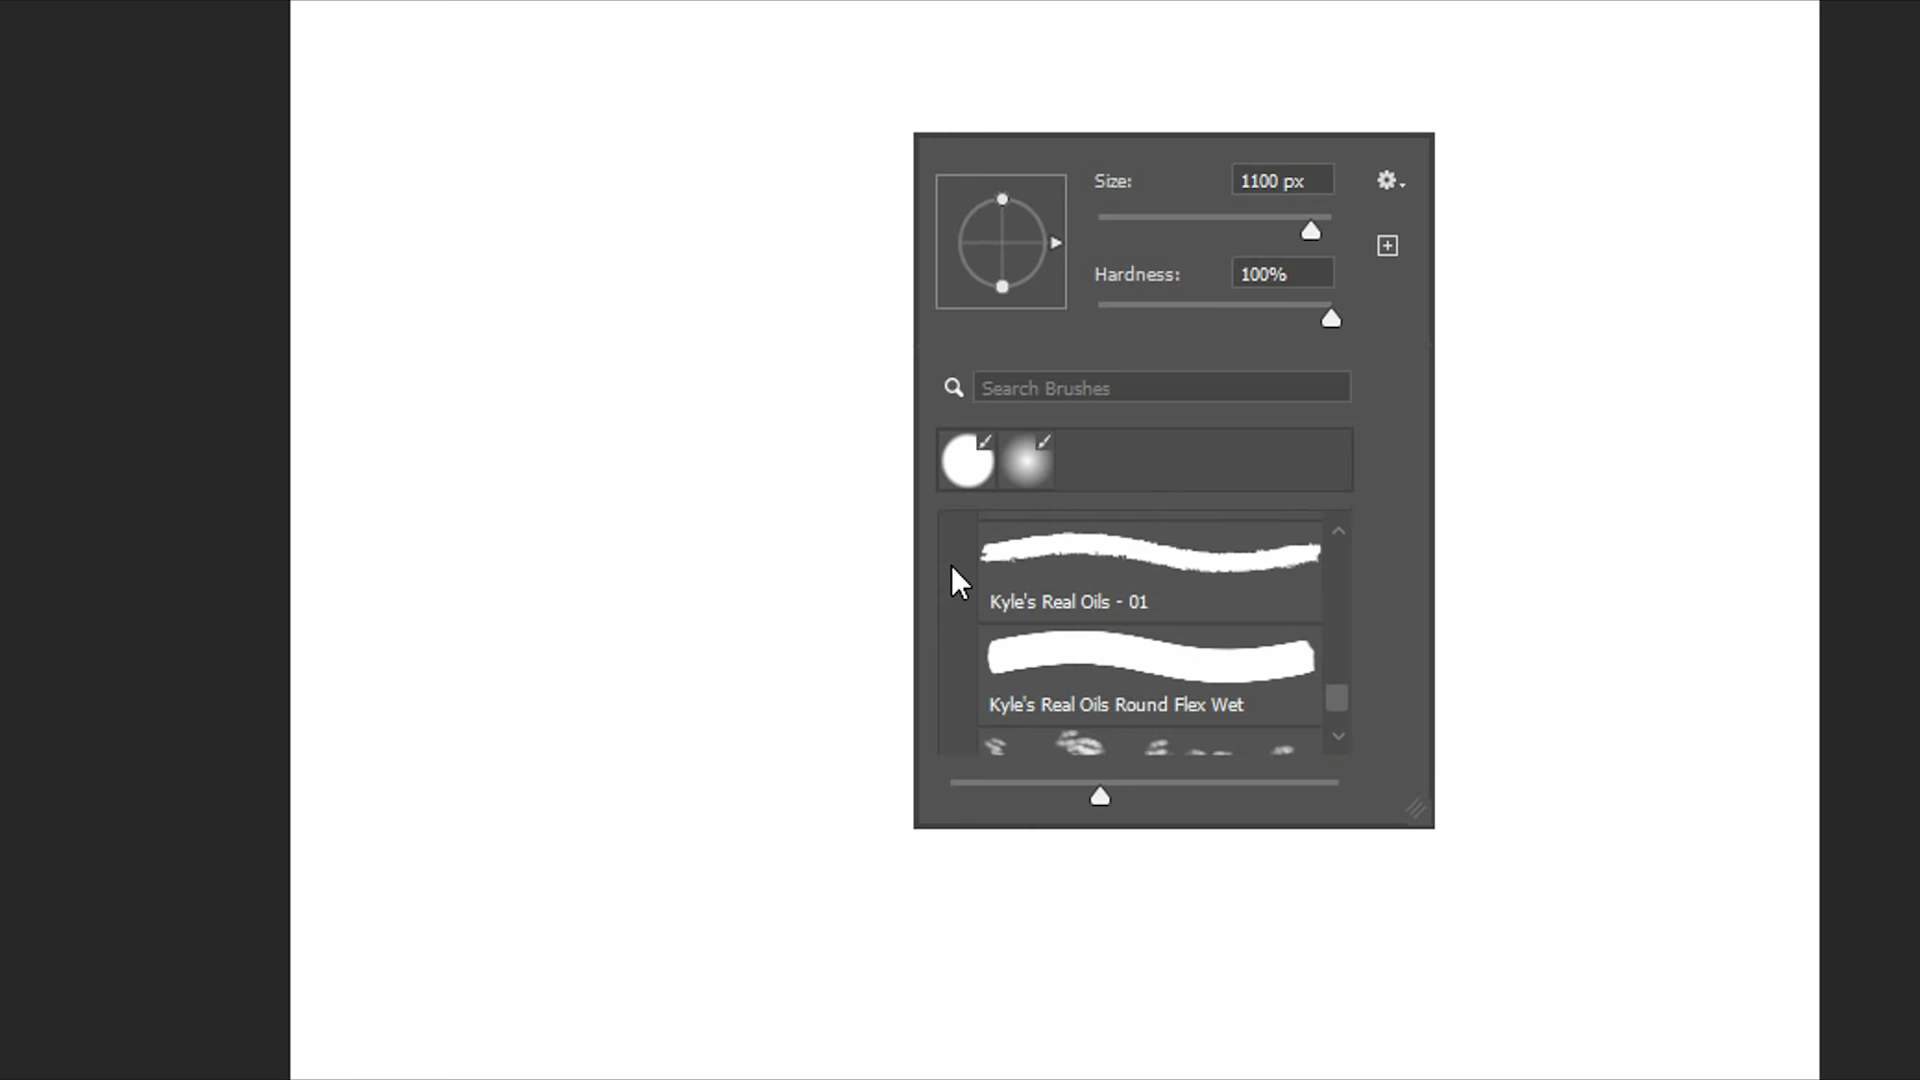 Size:
1100 px
Hardness:
100%
Search Brushes
Kyle's Real Oils - 01
Kyle's Real Oils Round Flex Wet